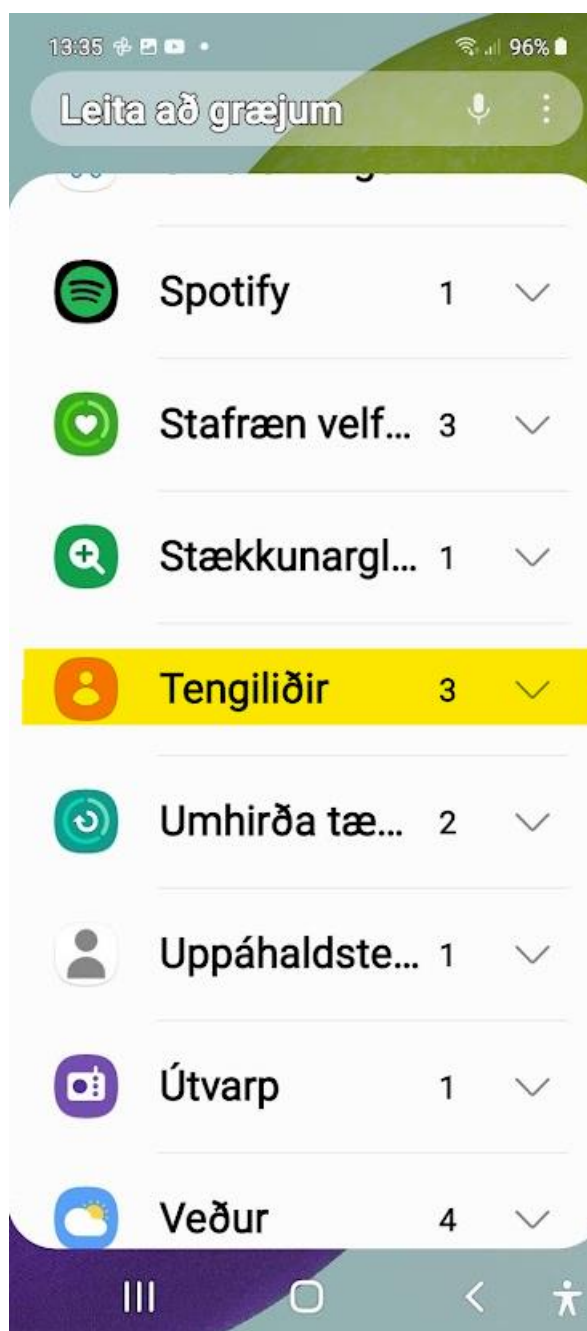 13:35 96%
Leita að græjum
Spotify 1
Stafræn velf... 3
Stækkunargl... 1
Tengiliðir 3
Umhirða tæ... 2
Uppáhaldste... 1
Útvarp 1
Veður 4